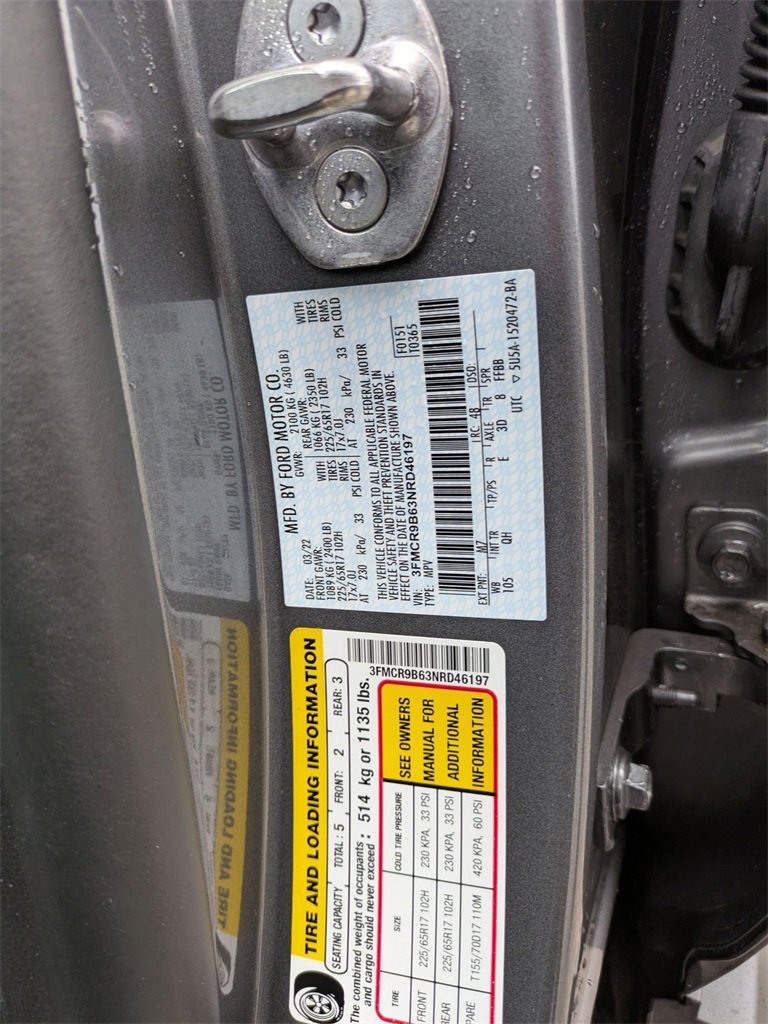 MFD. BY FORD MOTOR CO.
DATE: 03/22 GVWR: 2100 KG ( 4630 LB)
FRONT GAWR: REAR GAWR:
1089 KG ( 2400 LB) WITH 1066 KG ( 2350 LB) WITH
225/65R17 102H TIRES 225/65R17 102H TIRES
17x7.0J RIMS 17x7.0J RIMS
AT 230 kPa/ 33 PSI COLD AT 230 kPa/ 33 PSI COLD
THIS VEHICLE CONFORMS TO ALL APPLICABLE FEDERAL MOTOR
VEHICLE SAFETY AND THEFT PREVENTION STANDARDS IN
EFFECT ON THE DATE OF MANUFACTURE SHOWN ABOVE.
VIN: 3FMCR9B63NRD46197 F0151
TYPE: MPV T0365
EXT PNT: M7 RC: 48 DSO:
WB INT TR TP/PS R AXLE TR SPR
105 QH E 3D 8 FFBB
UTC ▽ 5U5A-1520472-BA
TIRE AND LOADING INFORMATION
SEATING CAPACITY TOTAL : 5 FRONT: 2 REAR: 3
The combined weight of occupants
and cargo should never exceed : 514 kg or 1135 lbs.
3FMCR9B63NRD46197
TIRE SIZE COLD TIRE PRESSURE
FRONT 225/65R17 102H 230 KPA, 33 PSI
REAR 225/65R17 102H 230 KPA, 33 PSI
SPARE T155/70D17 110M 420 KPA, 60 PSI
SEE OWNERS
MANUAL FOR
ADDITIONAL
INFORMATION